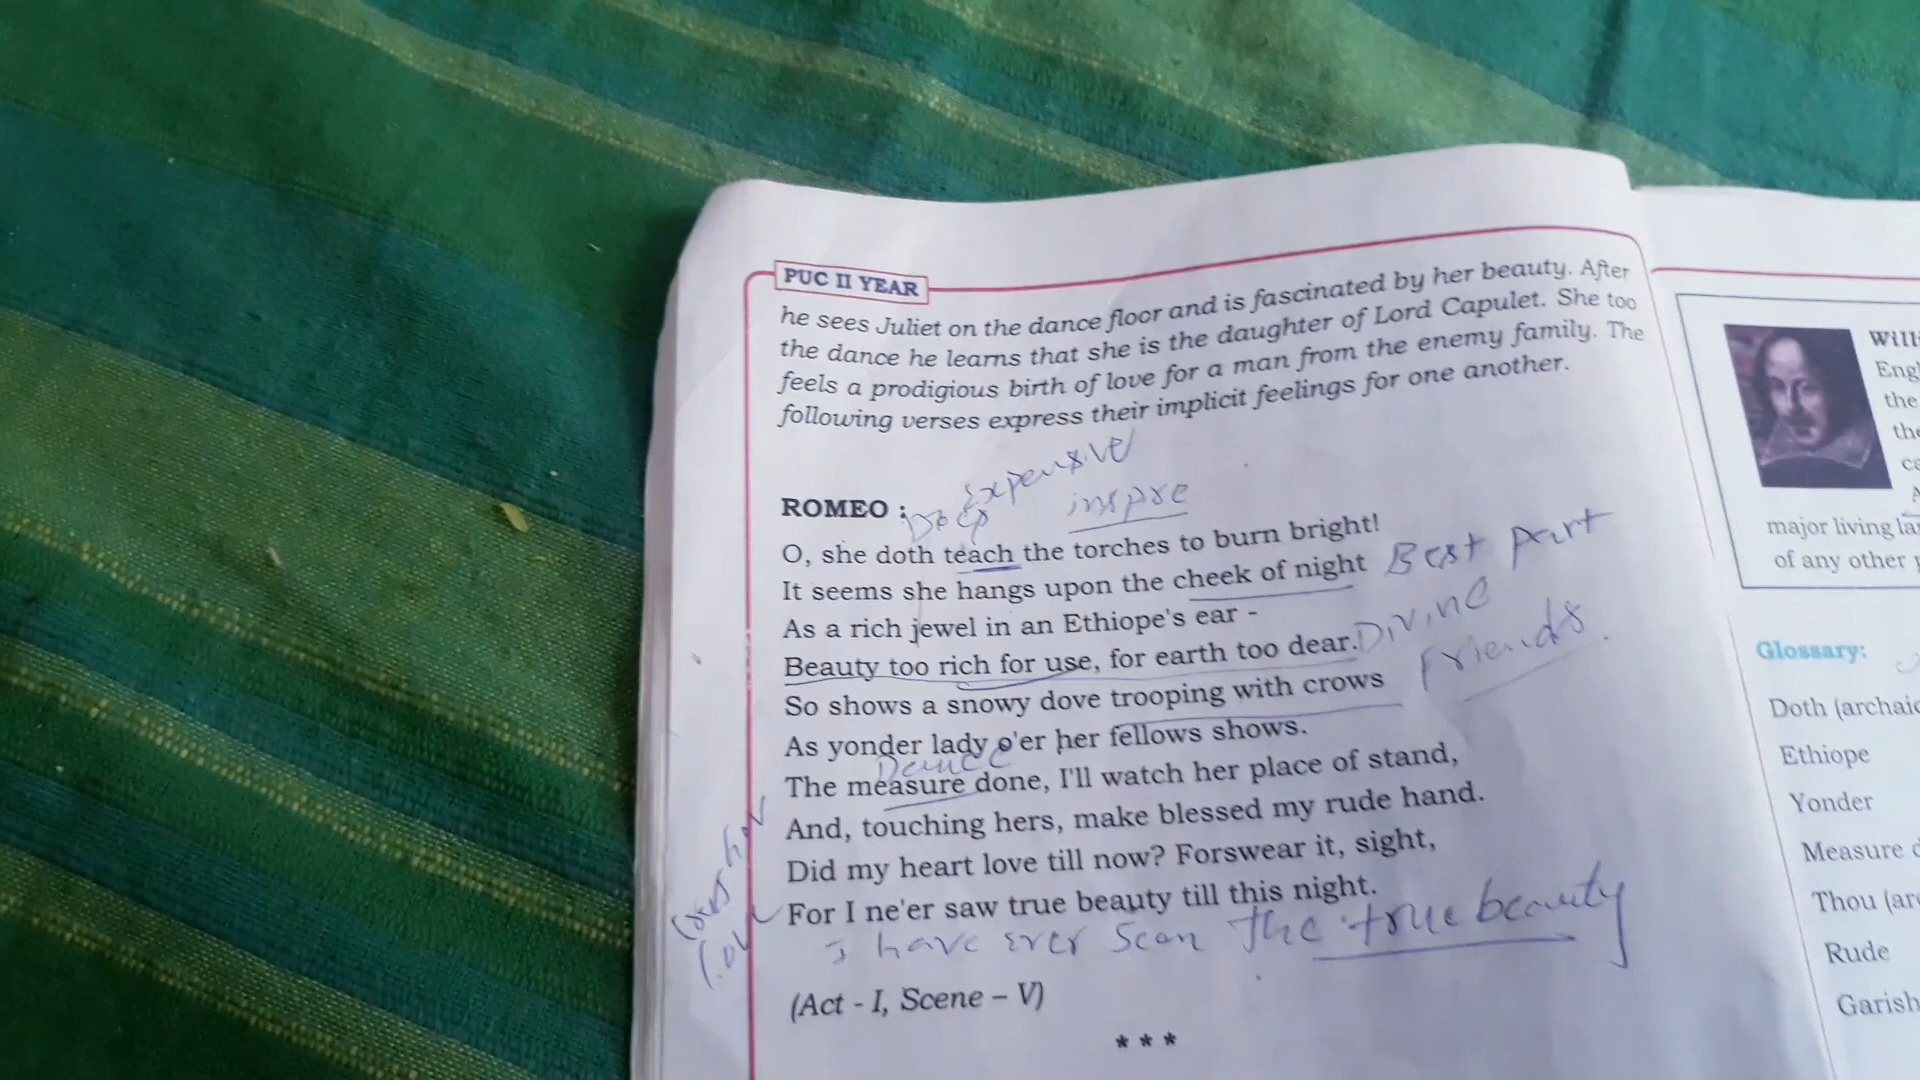 PUC II YEAR
he sees Juliet on the dance floor and is fascinated by her beauty. After
the dance he learns that she is the daughter of Lord Capulet. She too
feels a prodigious birth of love for a man from the enemy family. The
following verses express their implicit feelings for one another.
Expensive
ROMEO :
inspre
O, she doth teach the torches to burn bright!
It seems she hangs upon the cheek of night Best part
As a rich jewel in an Ethiope's ear -
Beauty too rich for use, for earth too dear. Divine
So shows a snowy dove trooping with crows Friends.
As yonder lady o'er her fellows shows.
Dance
The measure done, I'll watch her place of stand,
And, touching hers, make blessed my rude hand.
Did my heart love till now? Forswear it, sight,
For I ne'er saw true beauty till this night.
I have ever seen the true beauty
(Act - I, Scene – V)
***
Will
Eng
the
the
major living
of any other
Glossary:
Doth (archaic
Ethiope
Yonder
Measure
Thou
Rude
Garish